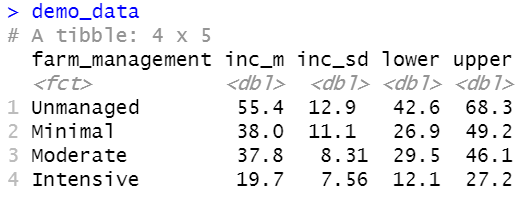 > demo_data
# A tibble: 4 x 5
farm_management inc_m inc_sd lower upper
<fct> <dbl> <dbl> <dbl> <dbl>
1 Unmanaged 55.4 12.9 42.6 68.3
2 Minimal 38.0 11.1 26.9 49.2
3 Moderate 37.8 8.31 29.5 46.1
4 Intensive 19.7 7.56 12.1 27.2